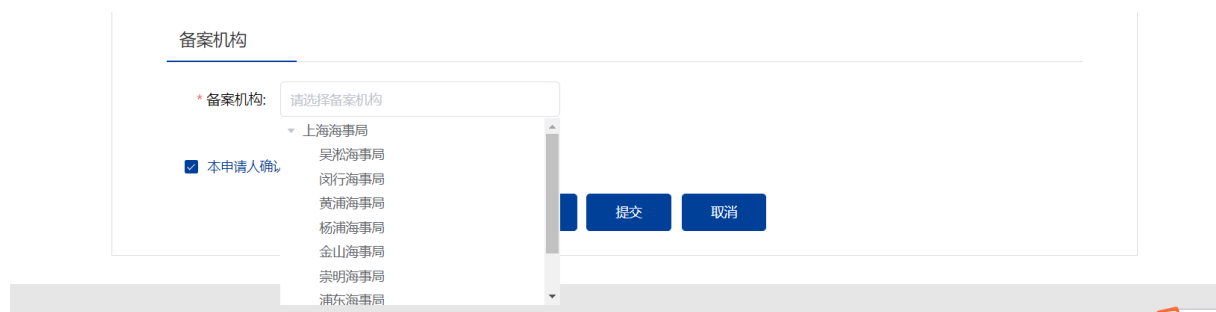 备案机构
* 备案机构: 请选择备案机构
上海海事局
吴淞海事局
本申请人确
闵行海事局
黄浦海事局
提交 取消
杨浦海事局
金山海事局
崇明海事局
浦东海事局